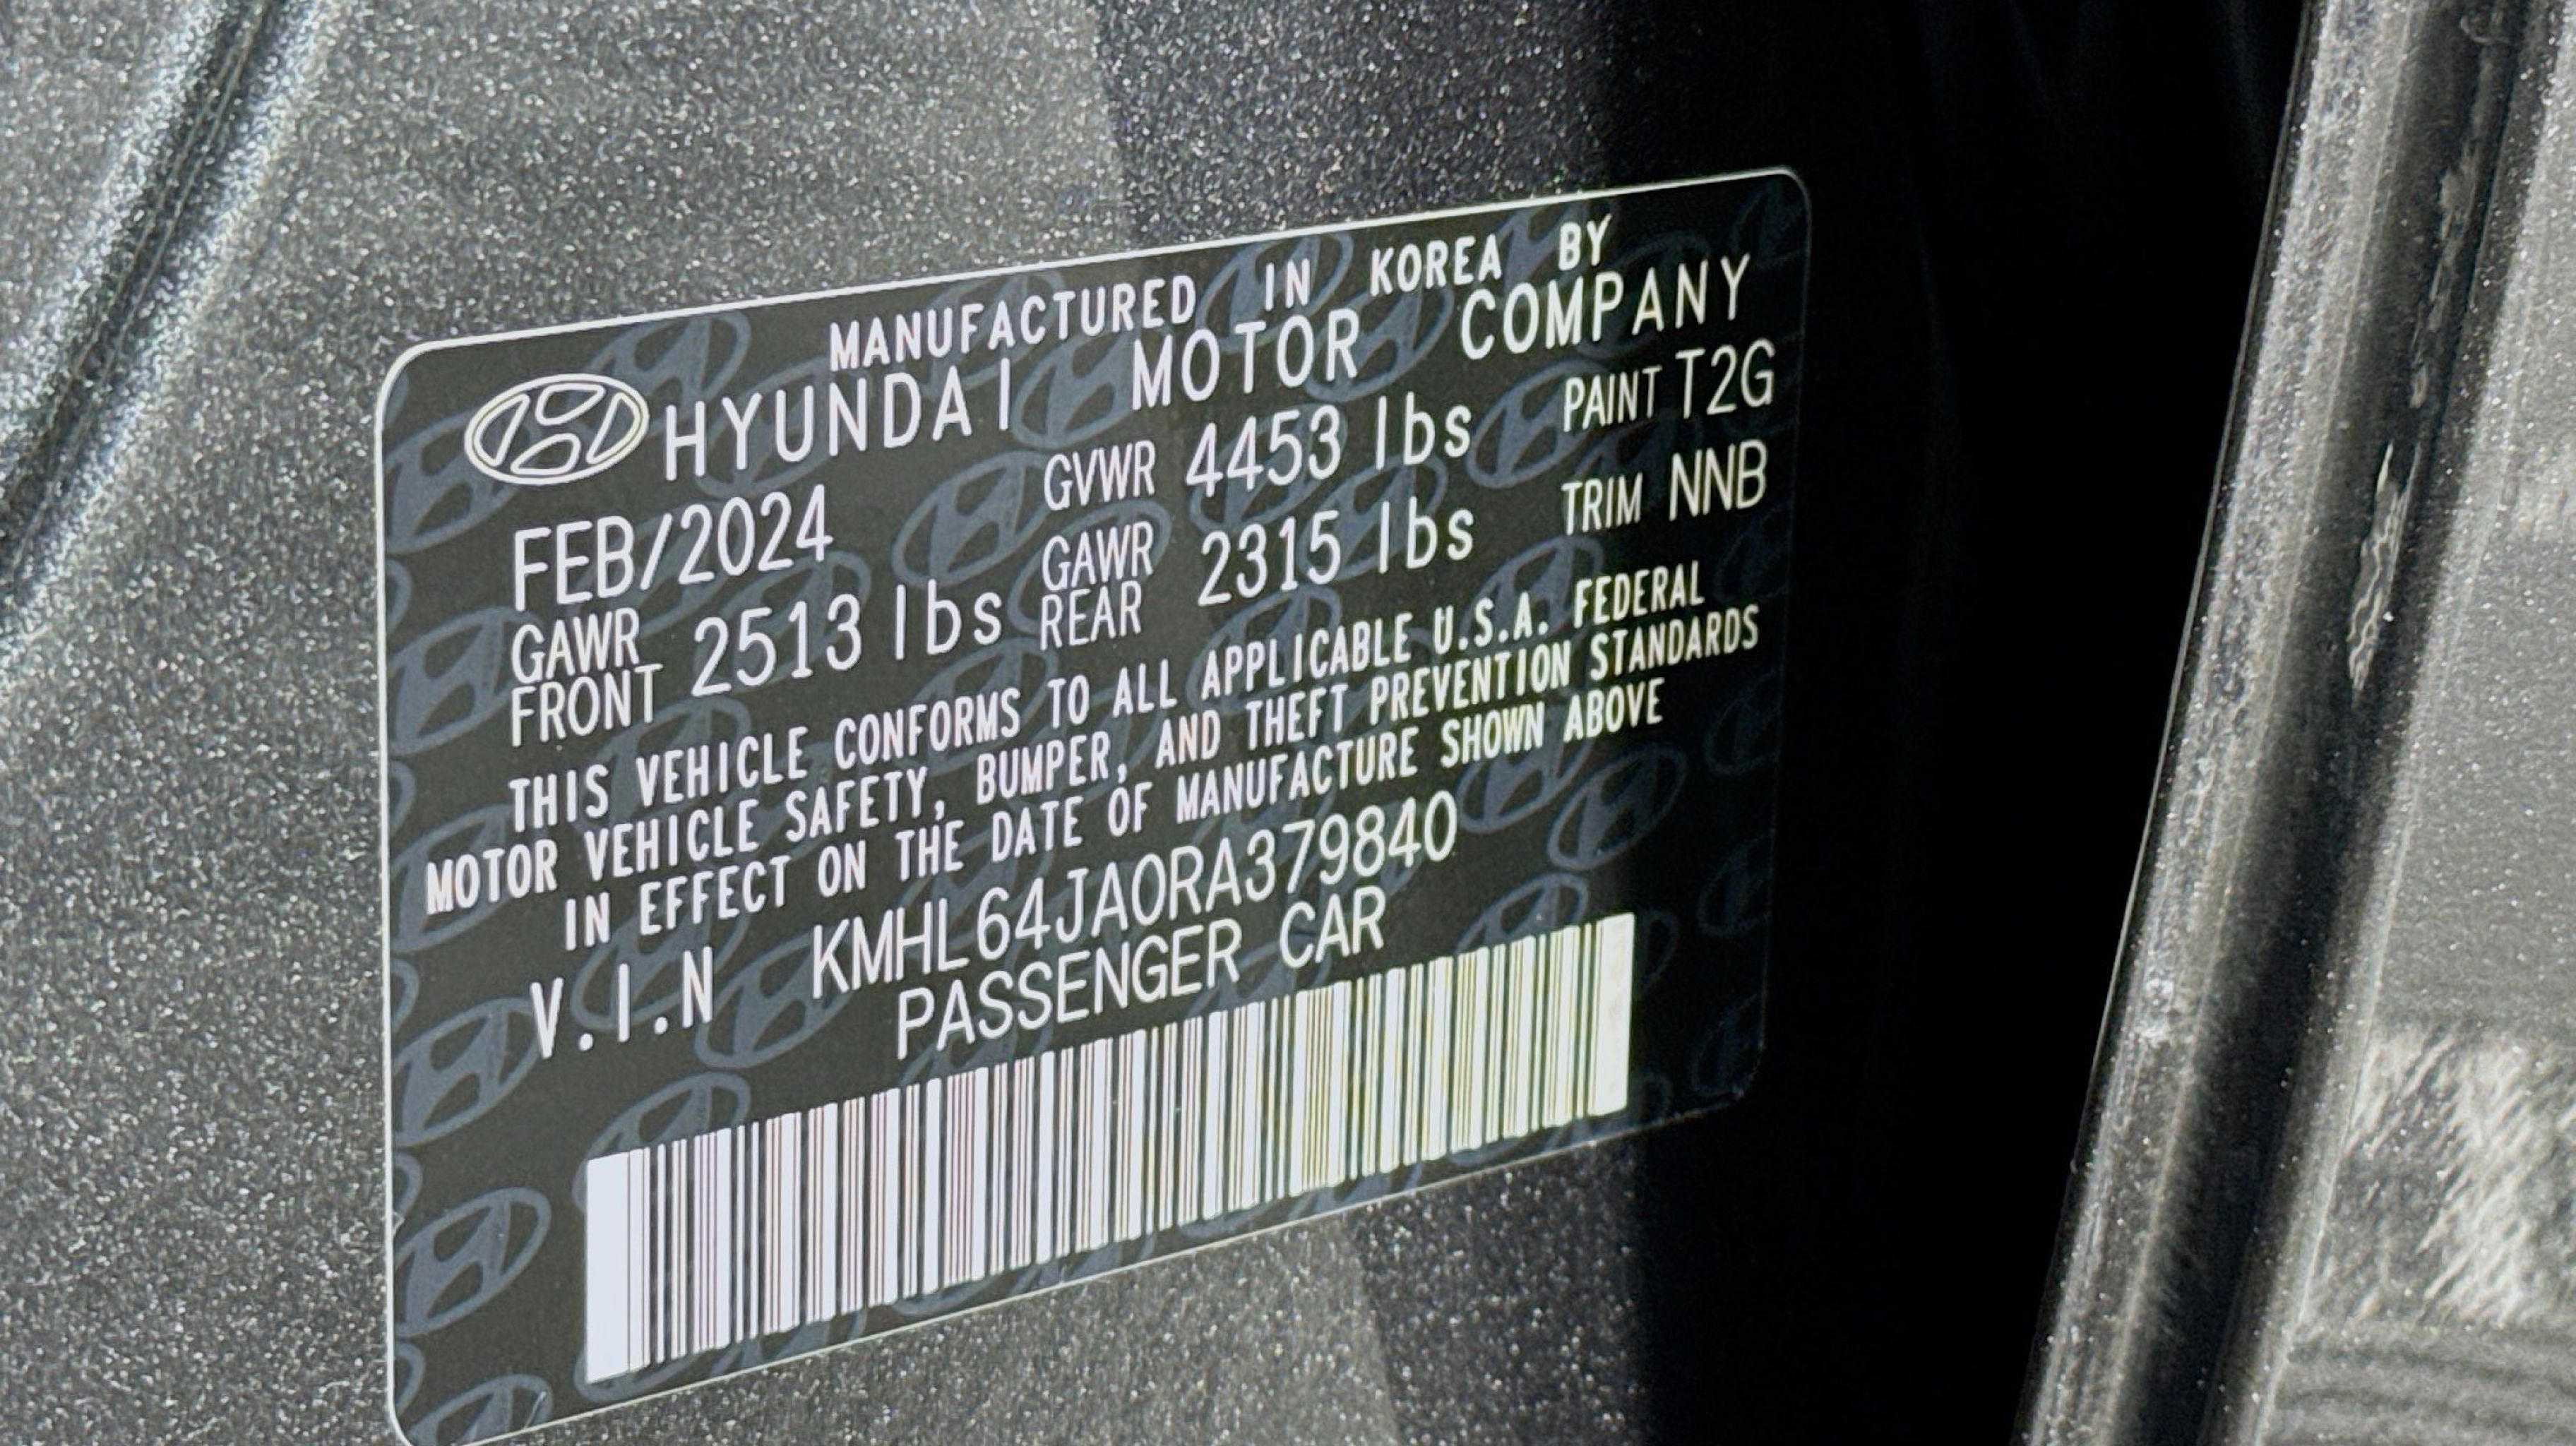 MANUFACTURED IN KOREA BY
HYUNDAI MOTOR COMPANY
FEB/2024 GVWR 4453 lbs PAINT T2G
GAWR FRONT 2513 lbs GAWR REAR 2315 lbs TRIM NNB
THIS VEHICLE CONFORMS TO ALL APPLICABLE U.S.A. FEDERAL
MOTOR VEHICLE SAFETY, BUMPER, AND THEFT PREVENTION STANDARDS
IN EFFECT ON THE DATE OF MANUFACTURE SHOWN ABOVE
V.I.N KMHL64JA0RA379840
PASSENGER CAR